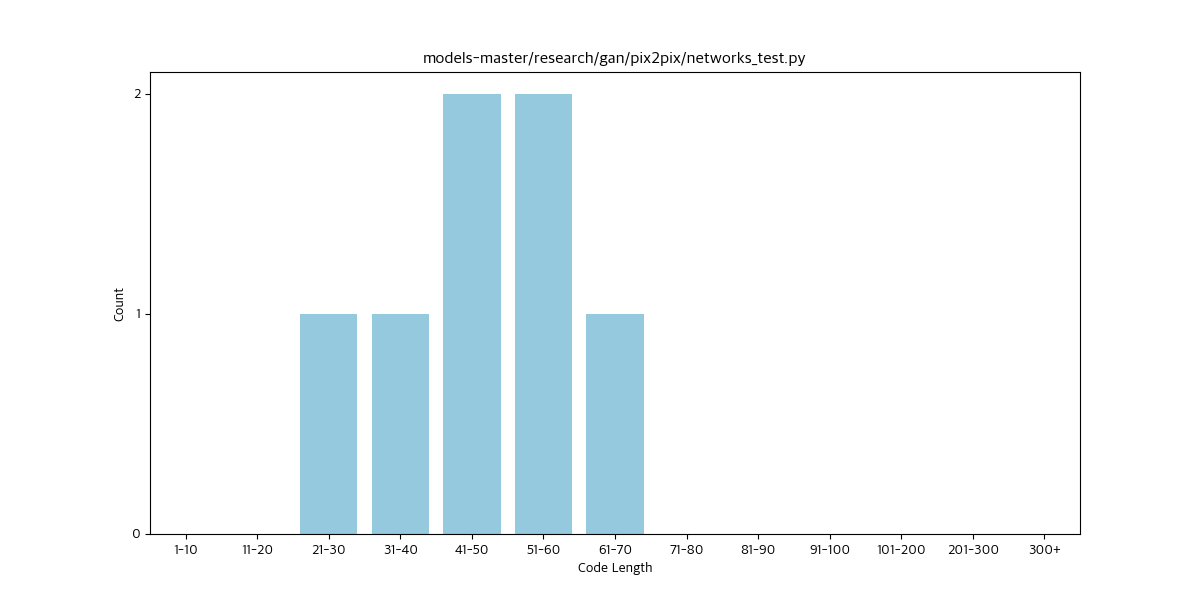 models-master/research/gan/pix2pix/networks_test.py
2
1
0
Count
1-10 11-20 21-30 31-40 41-50 51-60 61-70 71-80 81-90 91-100 101-200 201-300 300+
Code Length